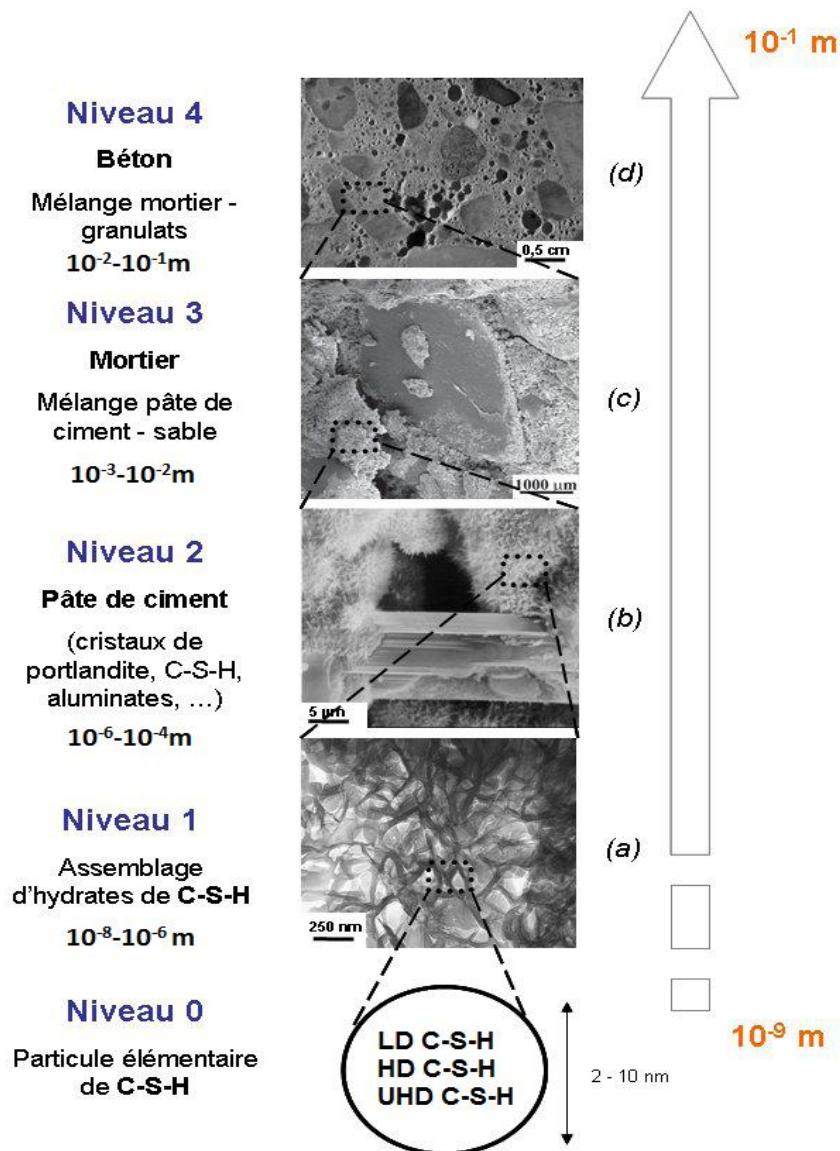 10⁻¹ m
Niveau 4
Béton
Mélange mortier -
granulats
10⁻²-10⁻¹m
(d)
0,5 cm
Niveau 3
Mortier
Mélange pâte de
ciment - sable
10⁻³-10⁻²m
(c)
1000 µm
Niveau 2
Pâte de ciment
(cristaux de
portlandite, C-S-H,
aluminates, …)
10⁻⁶-10⁻⁴m
(b)
5 µm
Niveau 1
Assemblage
d'hydrates de C-S-H
10⁻⁸-10⁻⁶ m
(a)
250 nm
Niveau 0
Particule élémentaire
de C-S-H
LD C-S-H
HD C-S-H
UHD C-S-H
2 - 10 nm
10⁻⁹ m